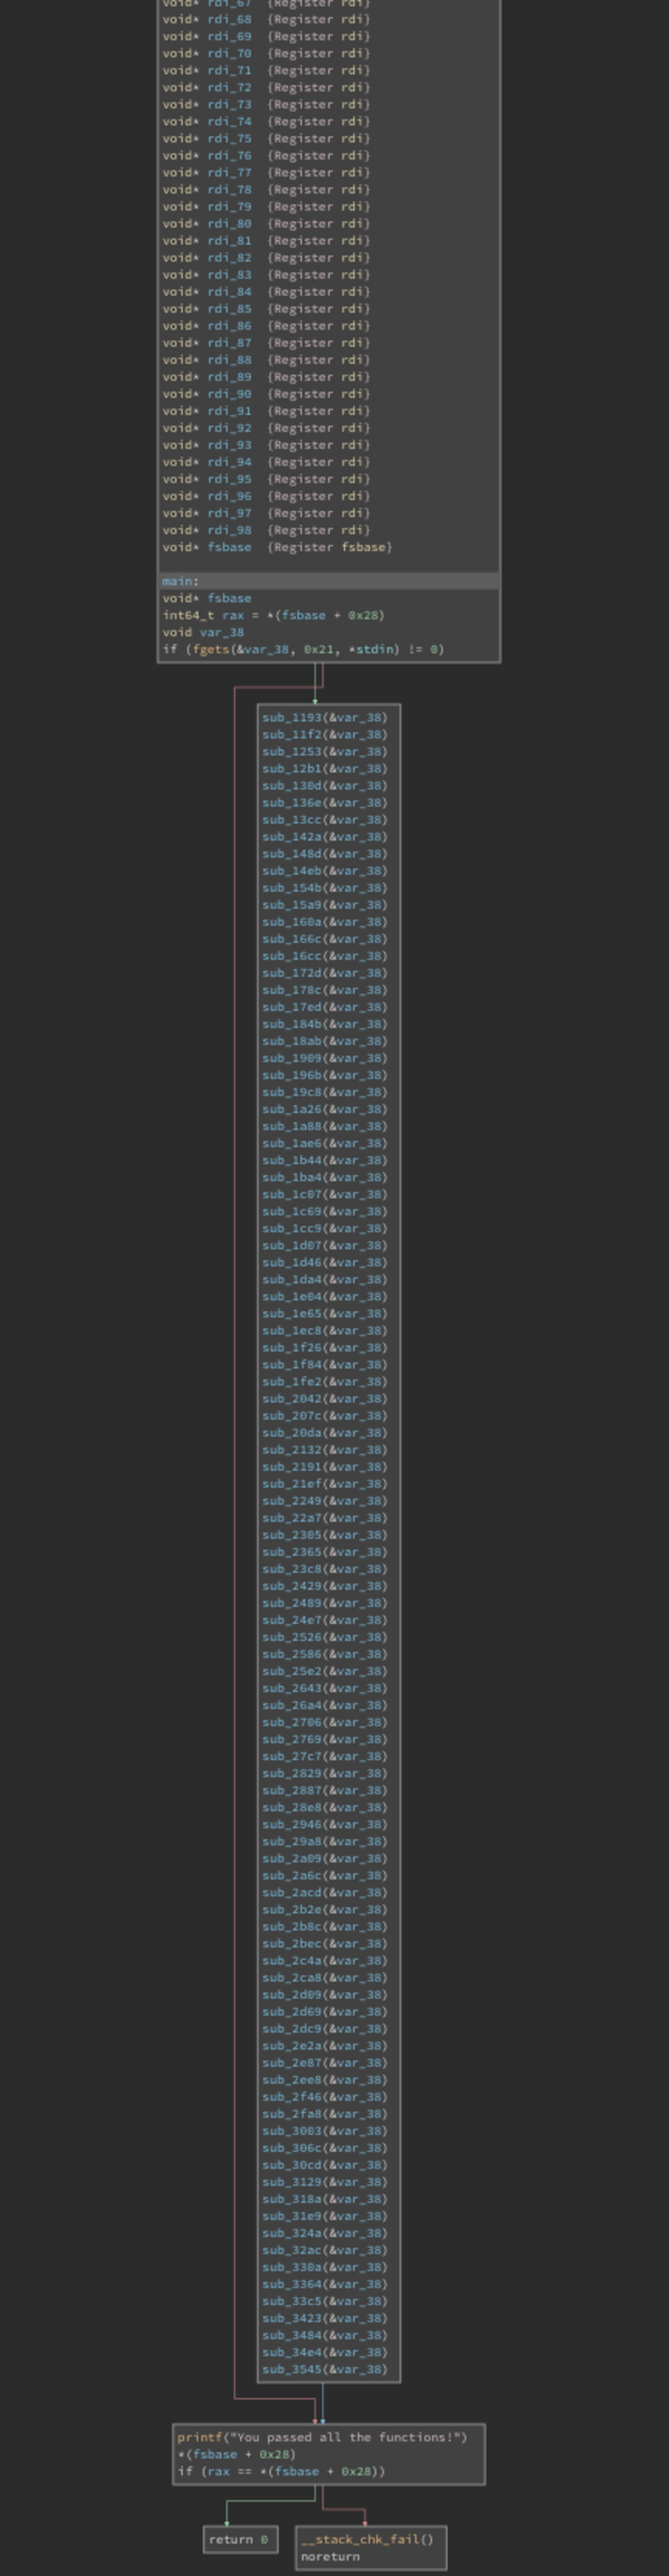 void* rdi_67  {Register rdi}
void* rdi_68  {Register rdi}
void* rdi_69  {Register rdi}
void* rdi_70  {Register rdi}
void* rdi_71  {Register rdi}
void* rdi_72  {Register rdi}
void* rdi_73  {Register rdi}
void* rdi_74  {Register rdi}
void* rdi_75  {Register rdi}
void* rdi_76  {Register rdi}
void* rdi_77  {Register rdi}
void* rdi_78  {Register rdi}
void* rdi_79  {Register rdi}
void* rdi_80  {Register rdi}
void* rdi_81  {Register rdi}
void* rdi_82  {Register rdi}
void* rdi_83  {Register rdi}
void* rdi_84  {Register rdi}
void* rdi_85  {Register rdi}
void* rdi_86  {Register rdi}
void* rdi_87  {Register rdi}
void* rdi_88  {Register rdi}
void* rdi_89  {Register rdi}
void* rdi_90  {Register rdi}
void* rdi_91  {Register rdi}
void* rdi_92  {Register rdi}
void* rdi_93  {Register rdi}
void* rdi_94  {Register rdi}
void* rdi_95  {Register rdi}
void* rdi_96  {Register rdi}
void* rdi_97  {Register rdi}
void* rdi_98  {Register rdi}
void* fsbase  {Register fsbase}
main:
void* fsbase
int64_t rax = *(fsbase + 0x28)
void var_38
if (fgets(&var_38, 0x21, *stdin) != 0)
sub_1193(&var_38)
sub_11f2(&var_38)
sub_1253(&var_38)
sub_12b1(&var_38)
sub_130d(&var_38)
sub_136e(&var_38)
sub_13cc(&var_38)
sub_142a(&var_38)
sub_148d(&var_38)
sub_14eb(&var_38)
sub_154b(&var_38)
sub_15a9(&var_38)
sub_160a(&var_38)
sub_166c(&var_38)
sub_16cc(&var_38)
sub_172d(&var_38)
sub_178c(&var_38)
sub_17ed(&var_38)
sub_184b(&var_38)
sub_18ab(&var_38)
sub_1909(&var_38)
sub_196b(&var_38)
sub_19c8(&var_38)
sub_1a26(&var_38)
sub_1a88(&var_38)
sub_1ae6(&var_38)
sub_1b44(&var_38)
sub_1ba4(&var_38)
sub_1c07(&var_38)
sub_1c69(&var_38)
sub_1cc9(&var_38)
sub_1d07(&var_38)
sub_1d46(&var_38)
sub_1da4(&var_38)
sub_1e04(&var_38)
sub_1e65(&var_38)
sub_1ec8(&var_38)
sub_1f26(&var_38)
sub_1f84(&var_38)
sub_1fe2(&var_38)
sub_2042(&var_38)
sub_207c(&var_38)
sub_20da(&var_38)
sub_2132(&var_38)
sub_2191(&var_38)
sub_21ef(&var_38)
sub_2249(&var_38)
sub_22a7(&var_38)
sub_2305(&var_38)
sub_2365(&var_38)
sub_23c8(&var_38)
sub_2429(&var_38)
sub_2489(&var_38)
sub_24e7(&var_38)
sub_2526(&var_38)
sub_2586(&var_38)
sub_25e2(&var_38)
sub_2643(&var_38)
sub_26a4(&var_38)
sub_2706(&var_38)
sub_2769(&var_38)
sub_27c7(&var_38)
sub_2829(&var_38)
sub_2887(&var_38)
sub_28e8(&var_38)
sub_2946(&var_38)
sub_29a8(&var_38)
sub_2a09(&var_38)
sub_2a6c(&var_38)
sub_2acd(&var_38)
sub_2b2e(&var_38)
sub_2b8c(&var_38)
sub_2bec(&var_38)
sub_2c4a(&var_38)
sub_2ca8(&var_38)
sub_2d09(&var_38)
sub_2d69(&var_38)
sub_2dc9(&var_38)
sub_2e2a(&var_38)
sub_2e87(&var_38)
sub_2ee8(&var_38)
sub_2f46(&var_38)
sub_2fa8(&var_38)
sub_3003(&var_38)
sub_306c(&var_38)
sub_30cd(&var_38)
sub_3129(&var_38)
sub_318a(&var_38)
sub_31e9(&var_38)
sub_324a(&var_38)
sub_32ac(&var_38)
sub_330a(&var_38)
sub_3364(&var_38)
sub_33c5(&var_38)
sub_3423(&var_38)
sub_3484(&var_38)
sub_34e4(&var_38)
sub_3545(&var_38)
printf("You passed all the functions!")
*(fsbase + 0x28)
if (rax == *(fsbase + 0x28))
return 0
__stack_chk_fail()
noreturn